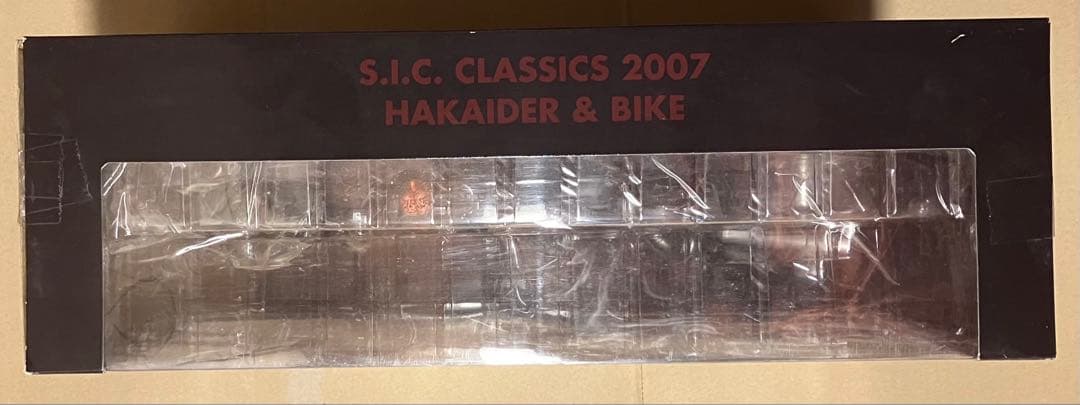 S.I.C. CLASSICS 2007
HAKAIDER & BIKE